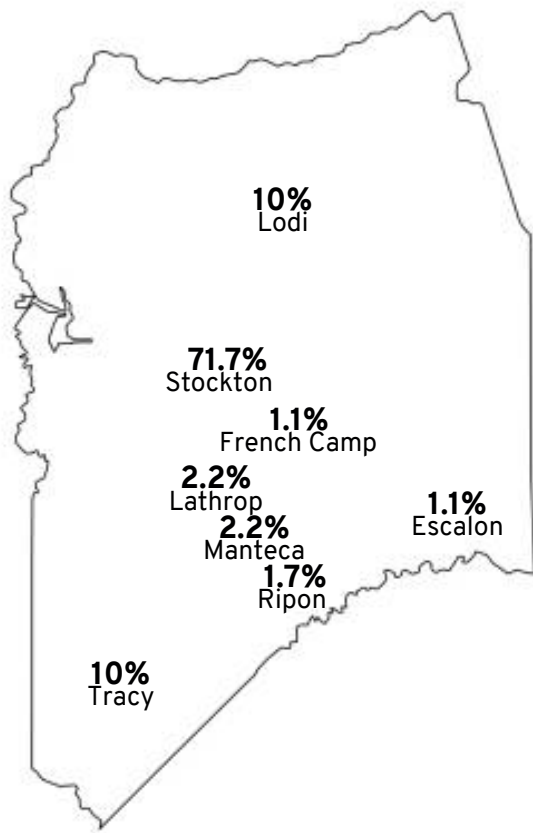 10%
Lodi
71.7%
Stockton
1.1%
French Camp
2.2%
Lathrop
1.1%
Escalon
2.2%
Manteca
1.7%
Ripon
10%
Tracy